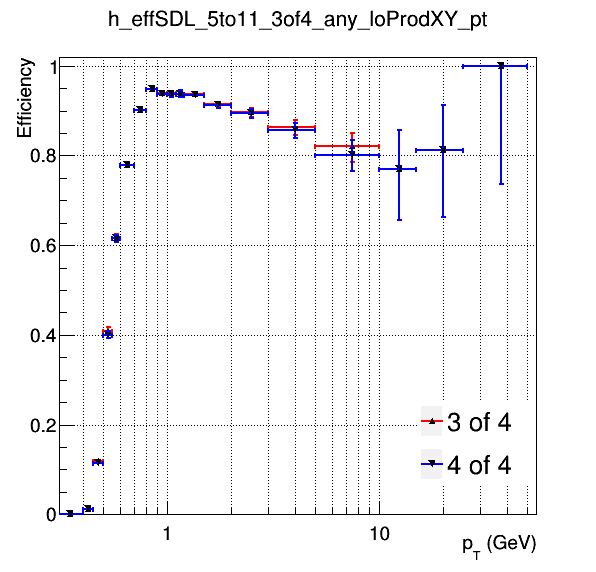 h_effSDL_5to11_3of4_any_loProdXY_pt
Efficiency
1
0.8
0.6
0.4
0.2
0
3 of 4
4 of 4
1
10
p_T (GeV)